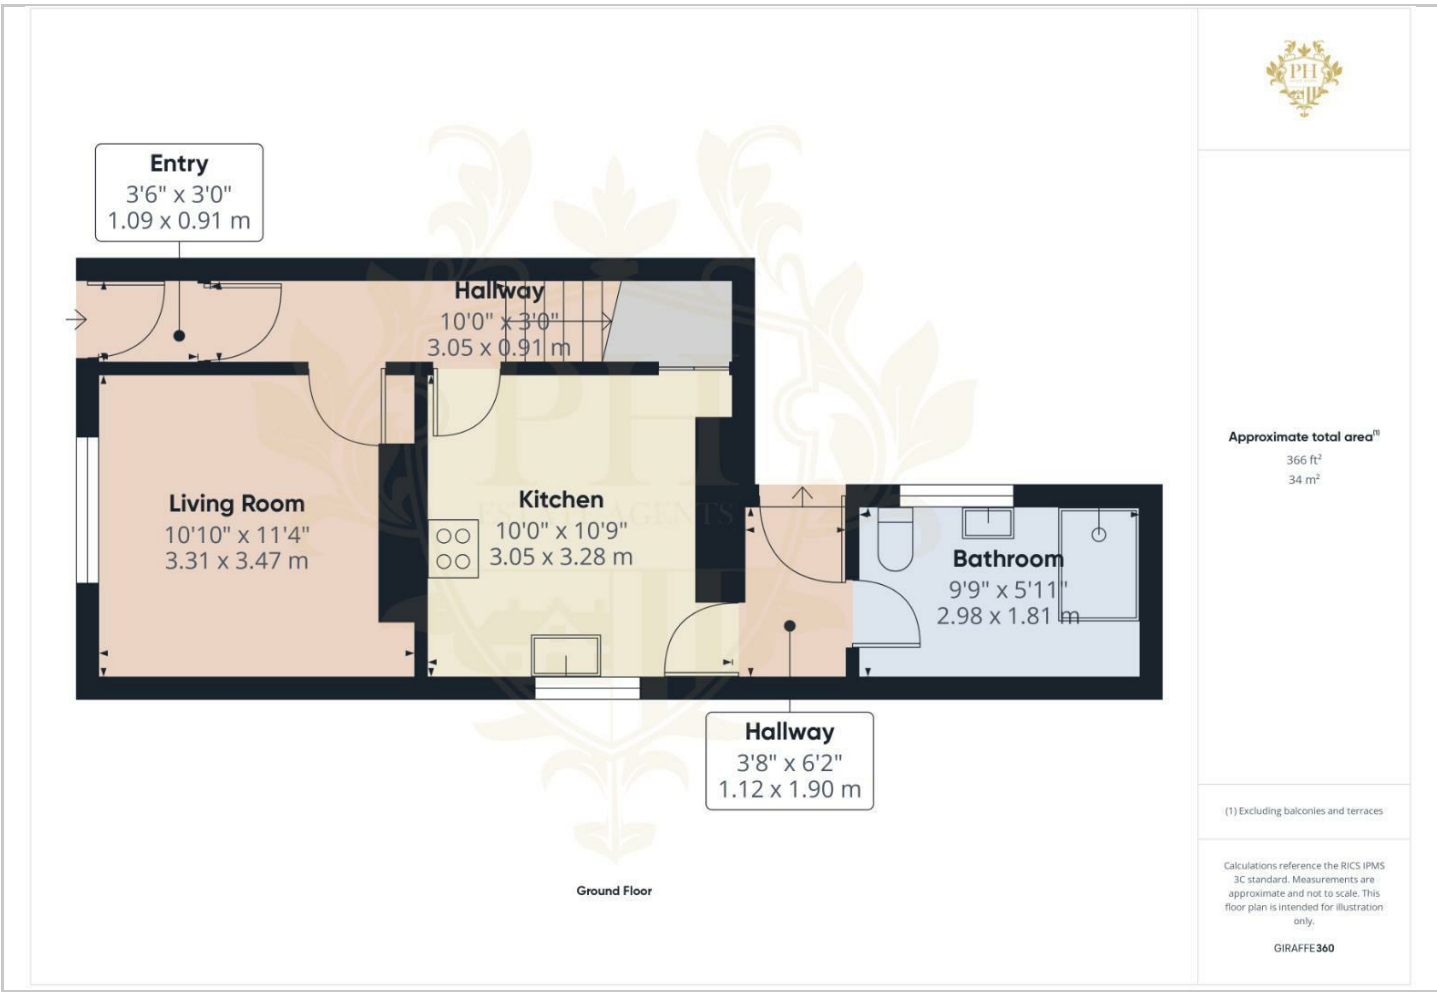 PH
Entry
3'6" x 3'0"
1.09 x 0.91 m
Hallway
10'0" x 3'0"
3.05 x 0.91 m
Living Room
10'10" x 11'4"
3.31 x 3.47 m
Kitchen
10'0" x 10'9"
3.05 x 3.28 m
Bathroom
9'9" x 5'11"
2.98 x 1.81 m
Hallway
3'8" x 6'2"
1.12 x 1.90 m
PH
ESTATE AGENTS
Ground Floor
Approximate total area(1)
366 ft²
34 m²
(1) Excluding balconies and terraces
Calculations reference the RICS IPMS
3C standard. Measurements are
approximate and not to scale. This
floor plan is intended for illustration
only.
GIRAFFE360